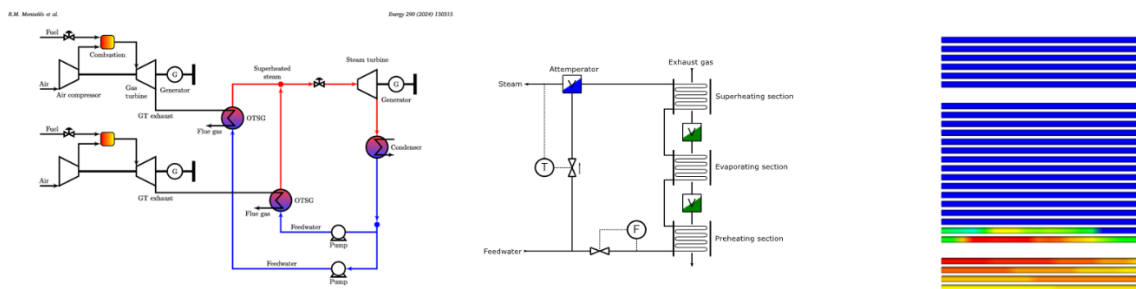 R.M. Montañés et al.
Energy 290 (2024) 130315
Fuel
Combustion
Air
Air compressor
Gas
turbine
G
Generator
GT exhaust
Superheated
steam
Steam turbine
G
Generator
OTSG
Flue gas
Condenser
Fuel
Air
G
GT exhaust
OTSG
Flue gas
Feedwater
Pump
Feedwater
Pump
Exhaust gas
Attemperator
Steam
V
Superheating section
V
T
Evaporating section
V
F
Preheating section
Feedwater